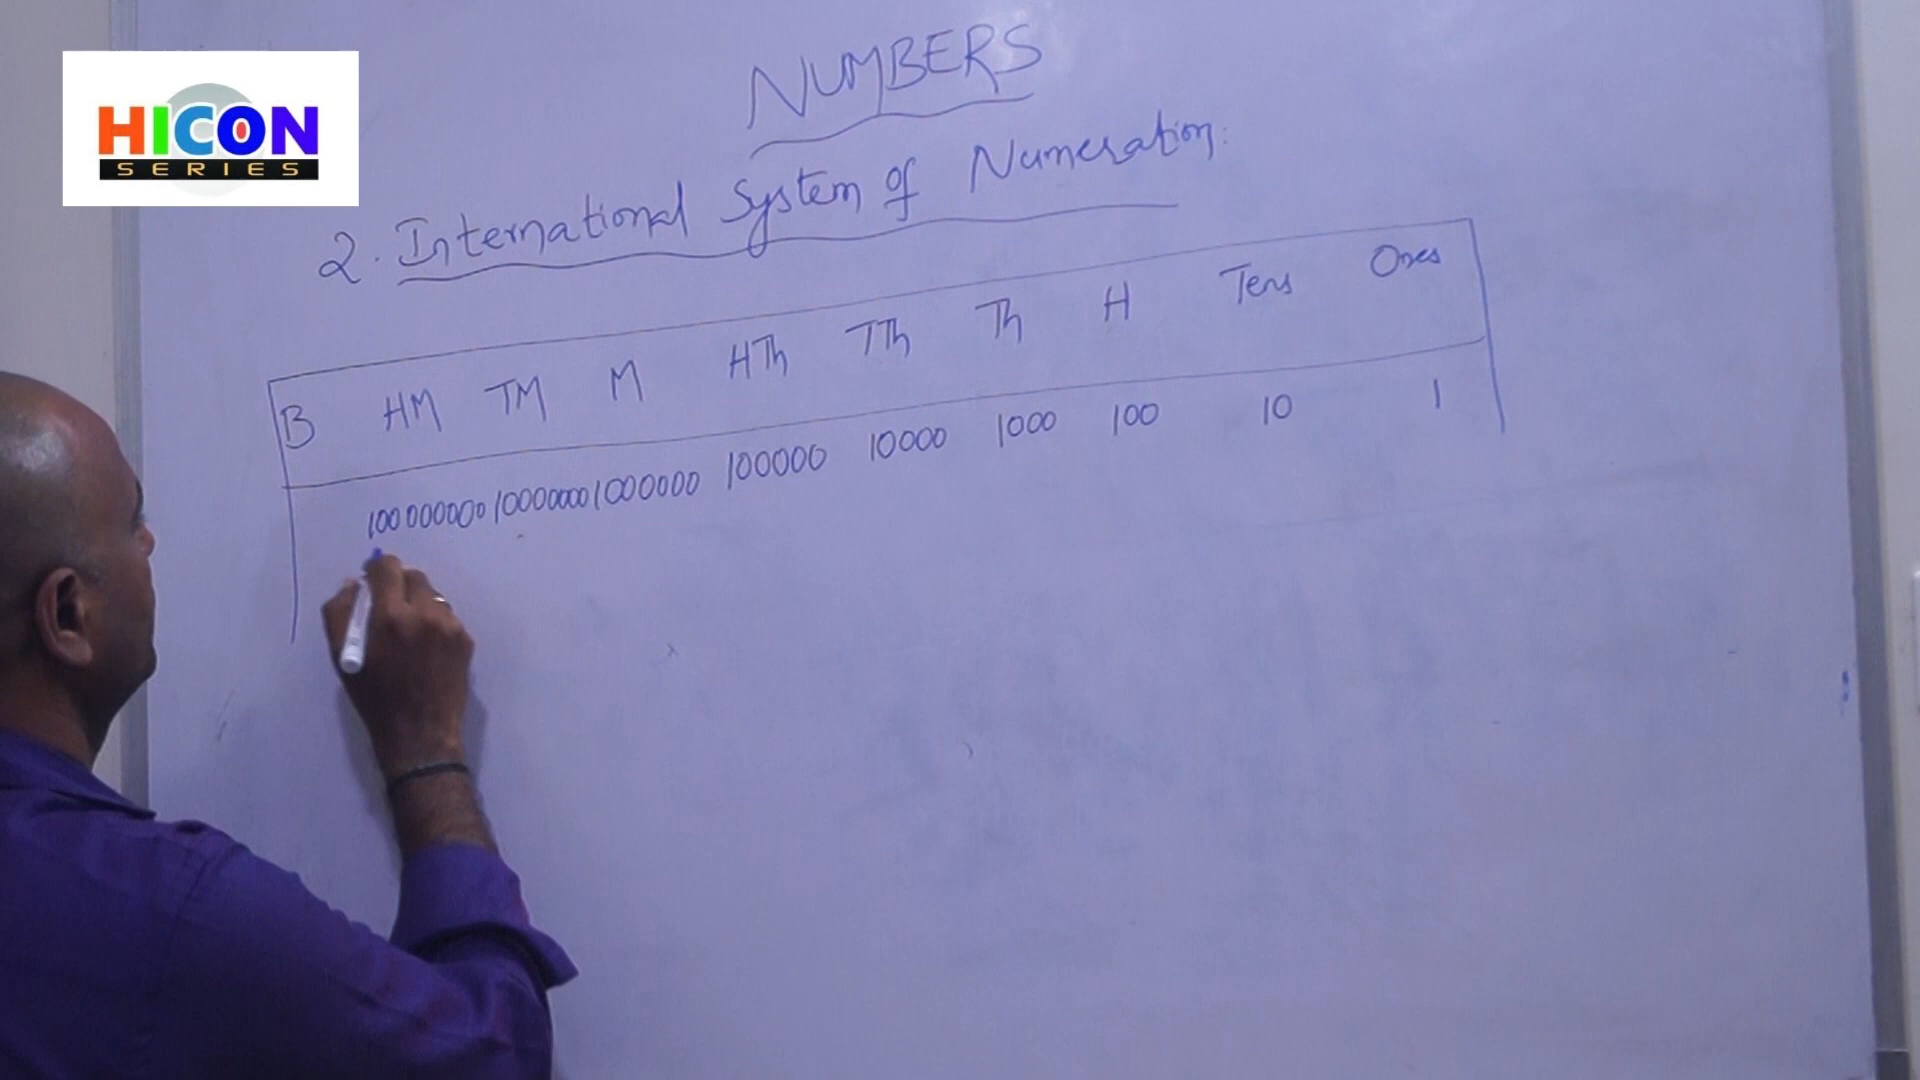 HICON
SERIES
NUMBERS
2. International System of Numeration:
B HM TM M HTh TTh Th H Tens Ones
100000000 10000000 1000000 100000 10000 1000 100 10 1